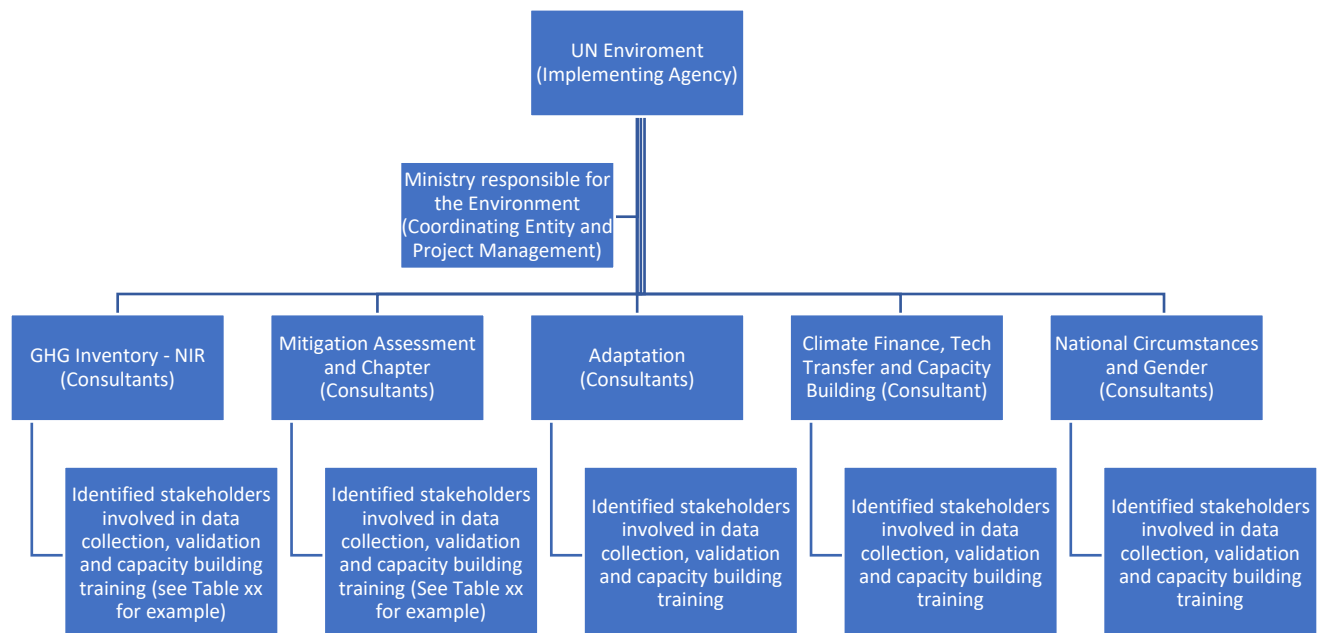 UN Enviroment
(Implementing Agency)
Ministry responsible for
the Environment
(Coordinating Entity and
Project Management)
GHG Inventory - NIR
(Consultants)
Mitigation Assessment
and Chapter
(Consultants)
Adaptation
(Consultants)
Climate Finance, Tech
Transfer and Capacity
Building (Consultant)
National Circumstances
and Gender
(Consultants)
Identified stakeholders
involved in data
collection, validation
and capacity building
training (see Table xx
for example)
Identified stakeholders
involved in data
collection, validation
and capacity building
training (See Table xx
for example)
Identified stakeholders
involved in data
collection, validation
and capacity building
training
Identified stakeholders
involved in data
collection, validation
and capacity building
training
Identified stakeholders
involved in data
collection, validation
and capacity building
training